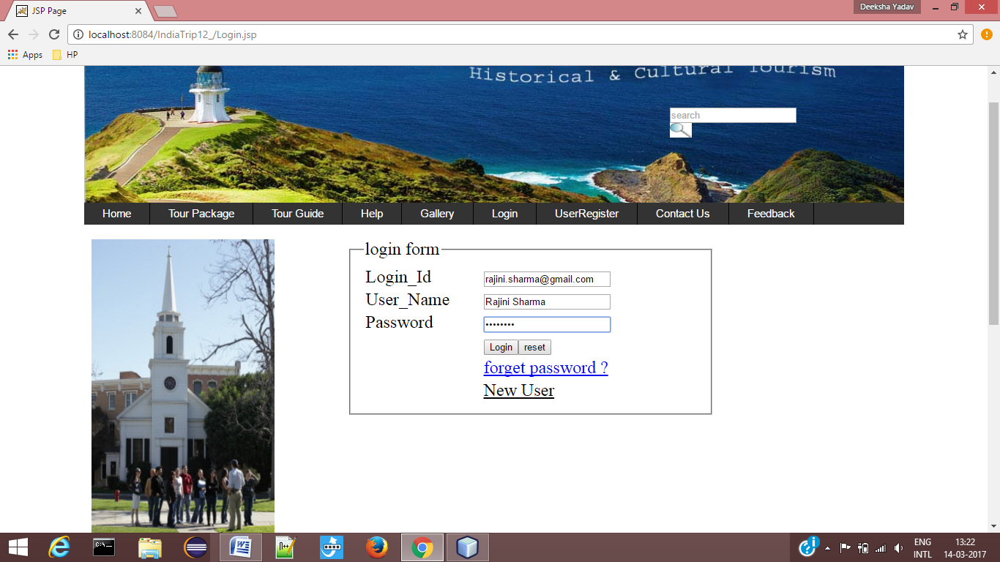 JSP Page
Deeksha Yadav
localhost:8084/IndiaTrip12_/Login.jsp
Apps HP
Historical & Cultural Tourism
search
Home Tour Package Tour Guide Help Gallery Login UserRegister Contact Us Feedback
login form
Login_Id rajini.sharma@gmail.com
User_Name Rajini Sharma
Password ••••••••
Login reset
forget password ?
New User
ENG 13:22
INTL 14-03-2017